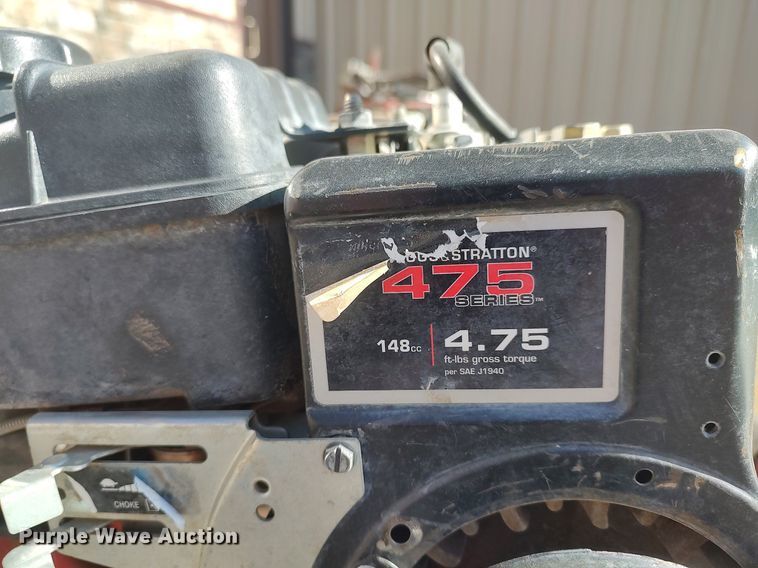 &STRATTON®
475
SERIES™
148cc
4.75
ft-lbs gross torque
per SAE J1940
CHOKE
Purple Wave Auction